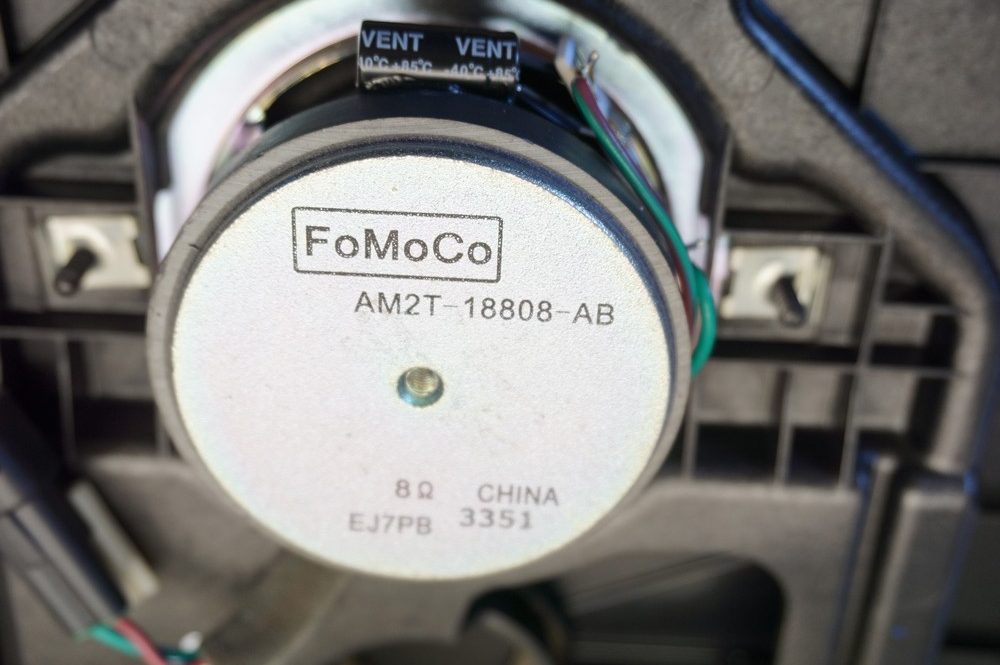 VENT VENT
-40°C +85°C -40°C +85
FoMoCo
AM2T-18808-AB
8Ω CHINA
EJ7PB 3351